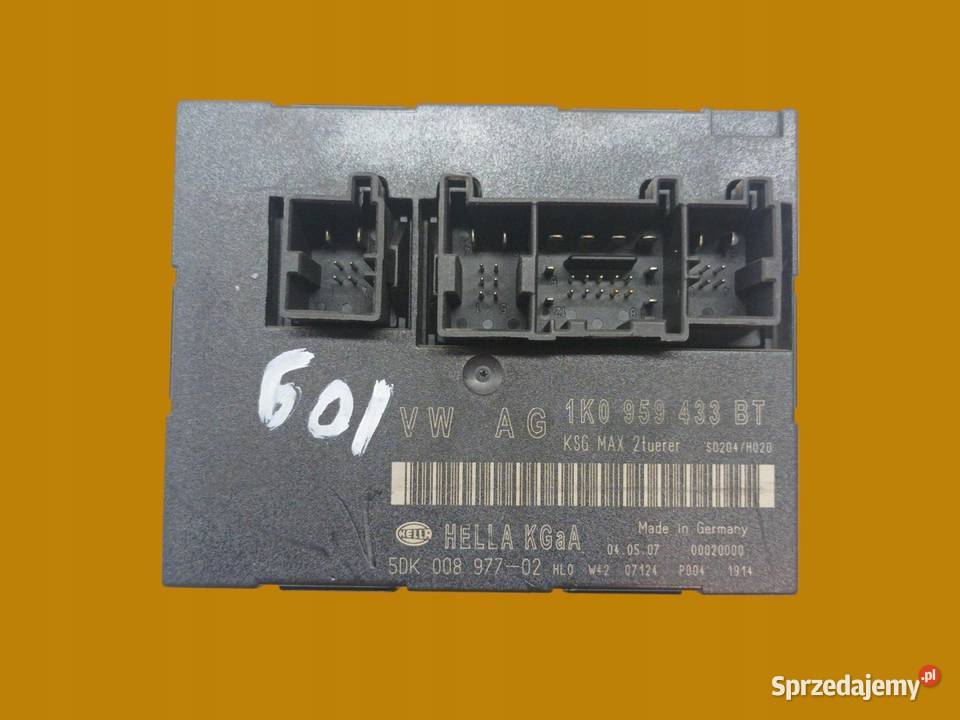 601
VW AG 1K0 959 433 BT
KSG MAX 2tuerer S0204/H020
HELLA HELLA KGaA Made in Germany
04.05.07 00020000
5DK 008 977-02 HLO W42 07124 P004 1914
Sprzedajemy.pl